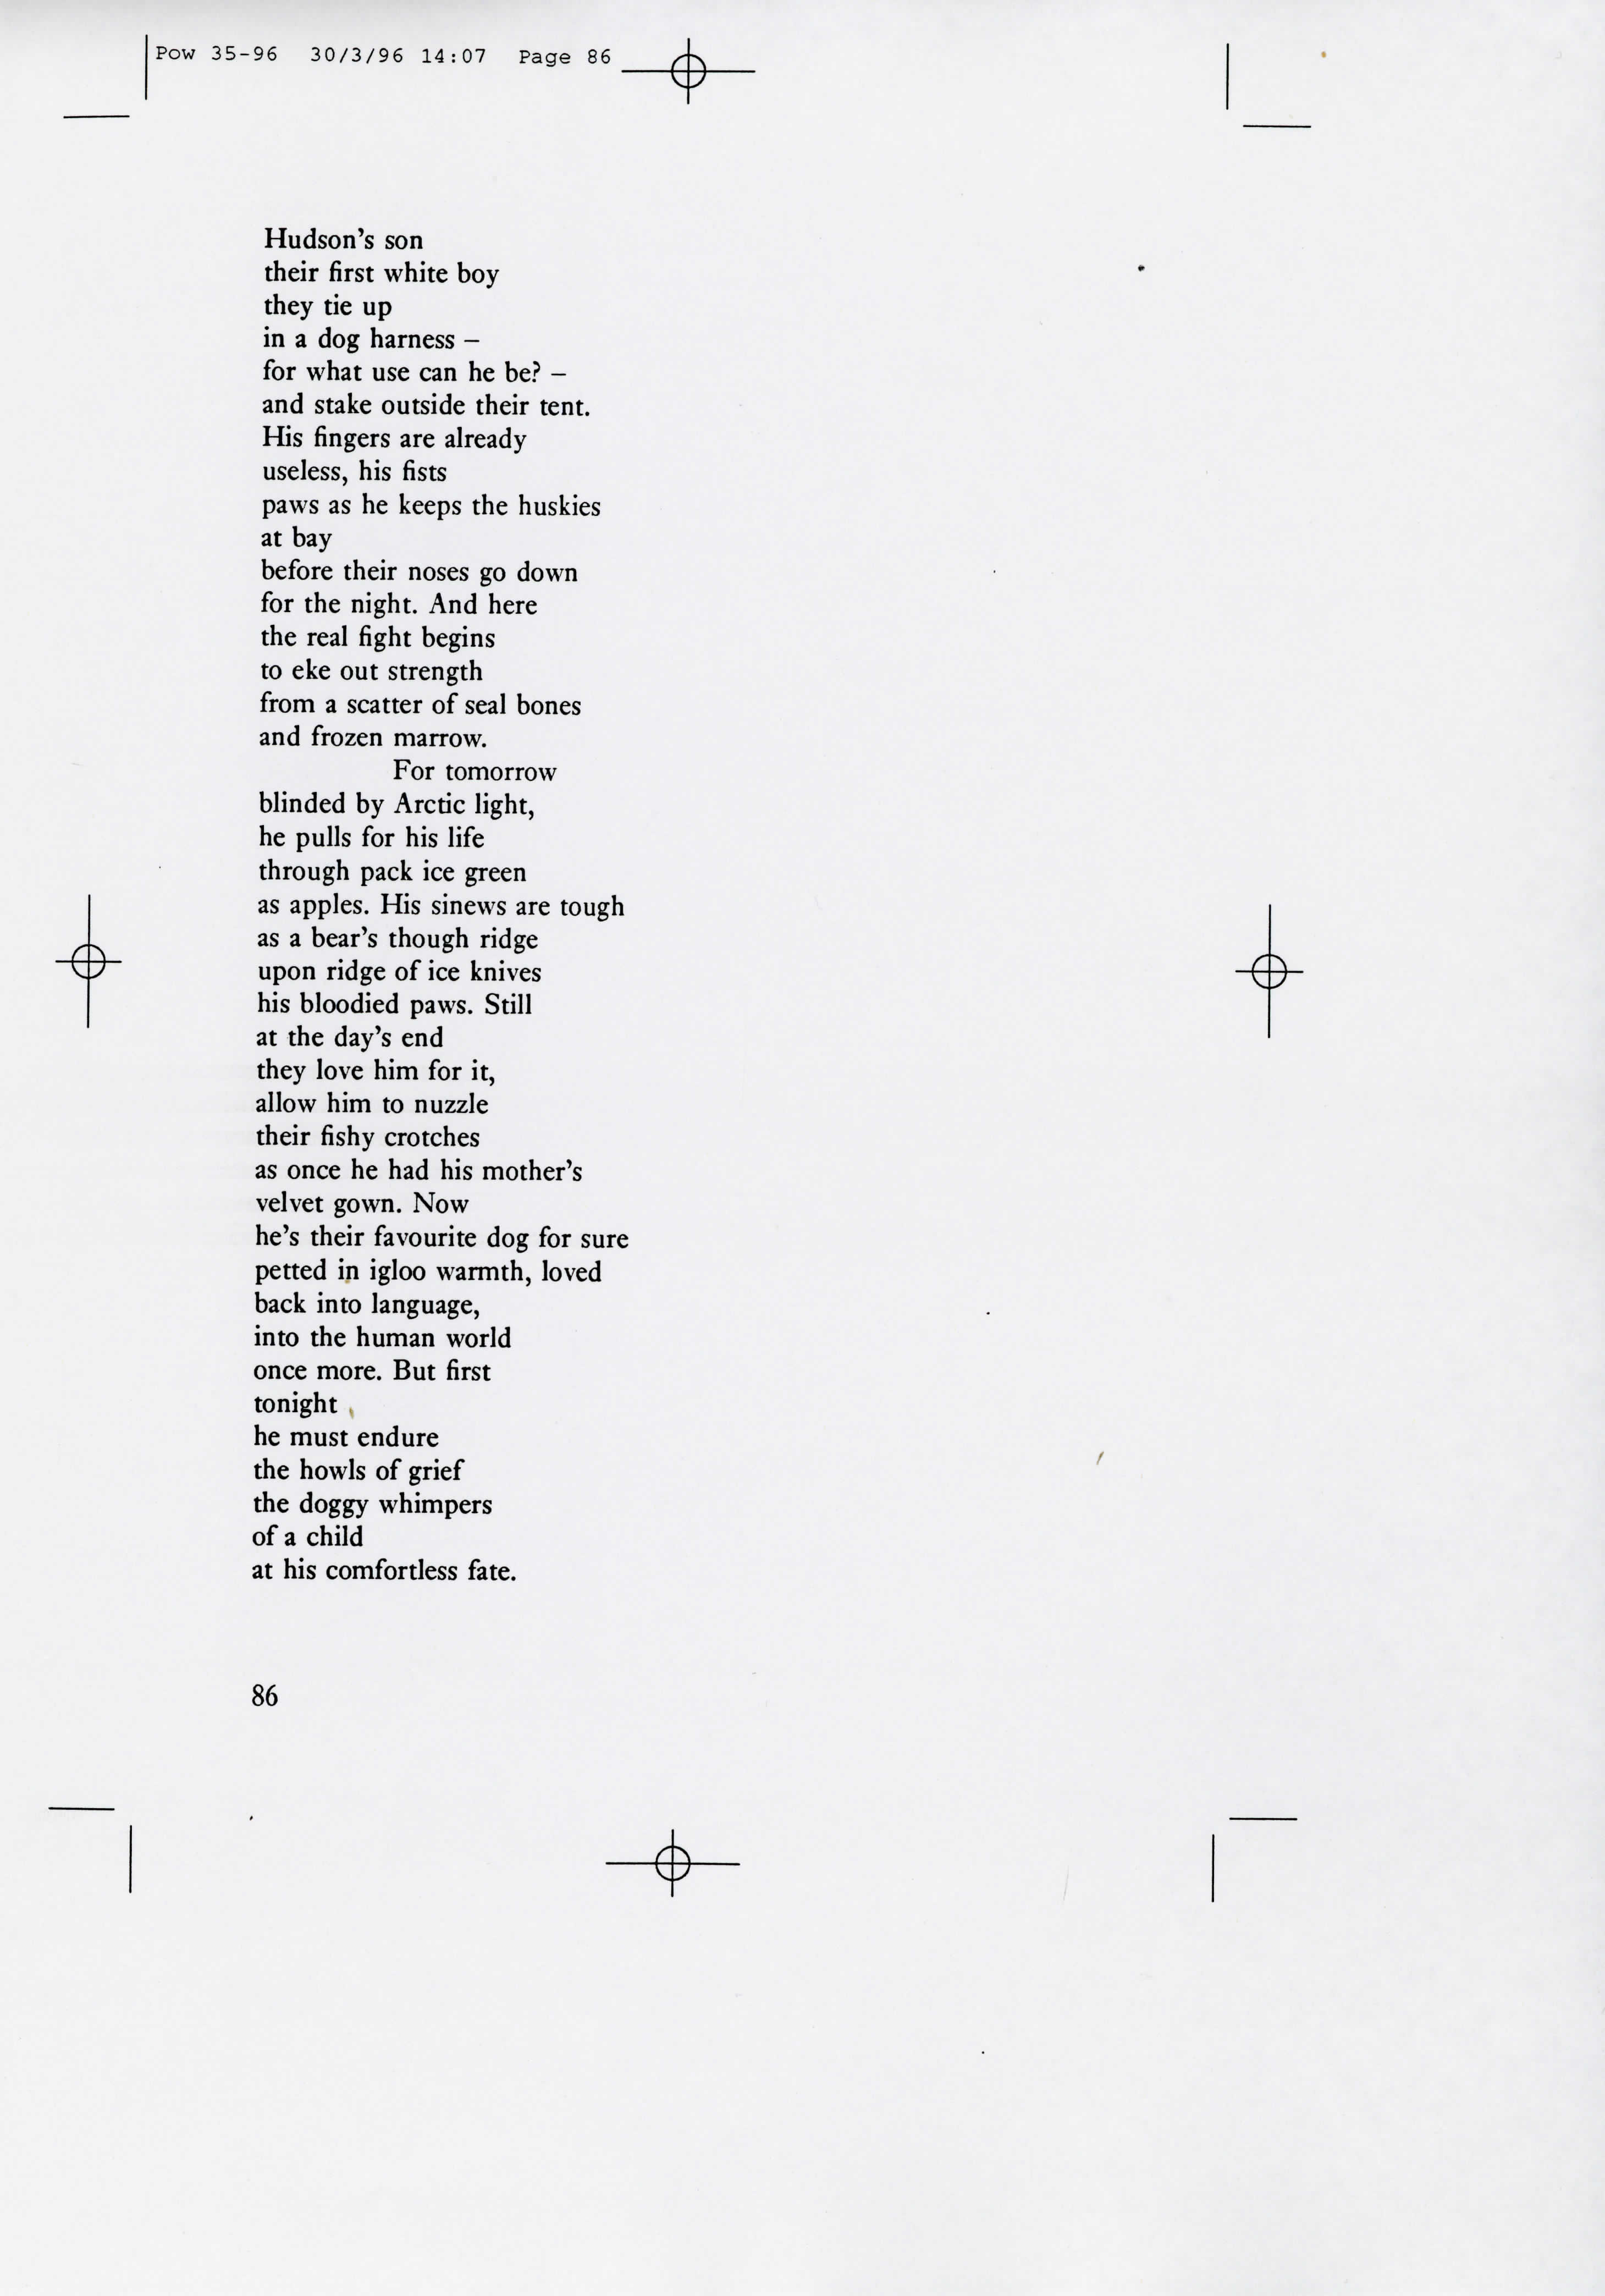 Pow 35-96 30/3/96 14:07 Page 86
Hudson's son
their first white boy
they tie up
in a dog harness –
for what use can he be? –
and stake outside their tent.
His fingers are already
useless, his fists
paws as he keeps the huskies
at bay
before their noses go down
for the night. And here
the real fight begins
to eke out strength
from a scatter of seal bones
and frozen marrow.
For tomorrow
blinded by Arctic light,
he pulls for his life
through pack ice green
as apples. His sinews are tough
as a bear's though ridge
upon ridge of ice knives
his bloodied paws. Still
at the day's end
they love him for it,
allow him to nuzzle
their fishy crotches
as once he had his mother's
velvet gown. Now
he's their favourite dog for sure
petted in igloo warmth, loved
back into language,
into the human world
once more. But first
tonight
he must endure
the howls of grief
the doggy whimpers
of a child
at his comfortless fate.
86